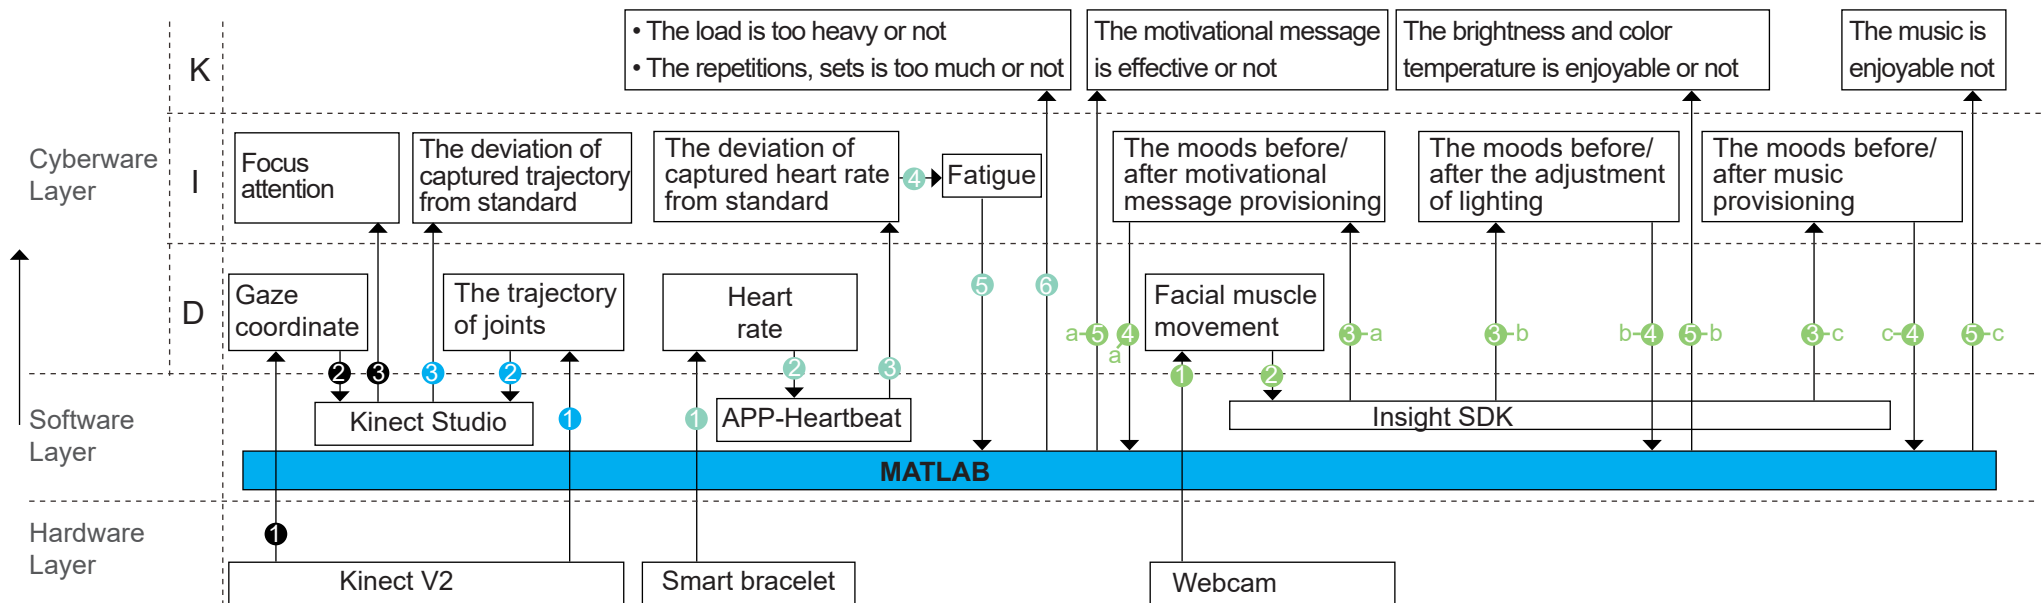 • The load is too heavy or not
• The repetitions, sets is too much or not
The motivational message
is effective or not
The brightness and color
temperature is enjoyable or not
The music is
enjoyable not
K
Cyberware
Layer
I
Focus
attention
The deviation of
captured trajectory
from standard
The deviation of
captured heart rate
from standard
4
Fatigue
The moods before/
after motivational
message provisioning
The moods before/
after the adjustment
of lighting
The moods before/
after music
provisioning
D
Gaze
coordinate
The trajectory
of joints
Heart
rate
5
6
Facial muscle
movement
a 5
4
a
3 a
3 b
b 4
5 b
3 c
c 4
5 c
2
3
3
2
2
3
1
2
Software
Layer
Kinect Studio
1
1
APP-Heartbeat
Insight SDK
MATLAB
Hardware
Layer
1
Kinect V2
Smart bracelet
Webcam